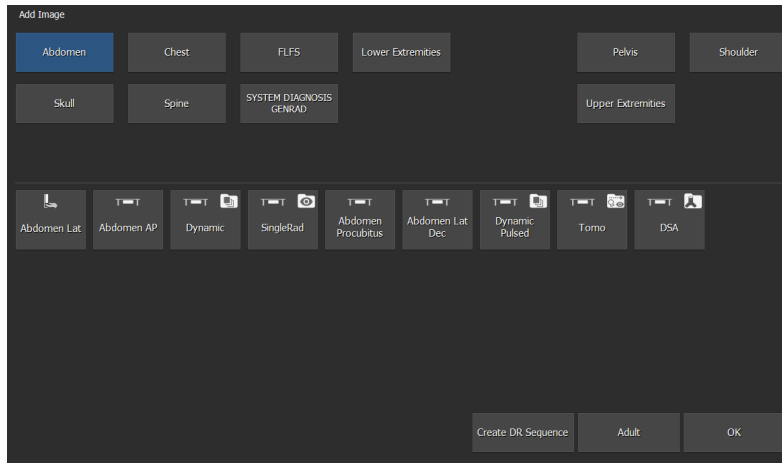 Add Image
Abdomen
Chest
FLFS
Lower Extremities
Pelvis
Shoulder
Skull
Spine
SYSTEM DIAGNOSIS
GENRAD
Upper Extremities
Abdomen Lat
Abdomen AP
Dynamic
SingleRad
Abdomen
Procubitus
Abdomen Lat
Dec
Dynamic
Pulsed
Tomo
DSA
Create DR Sequence
Adult
OK